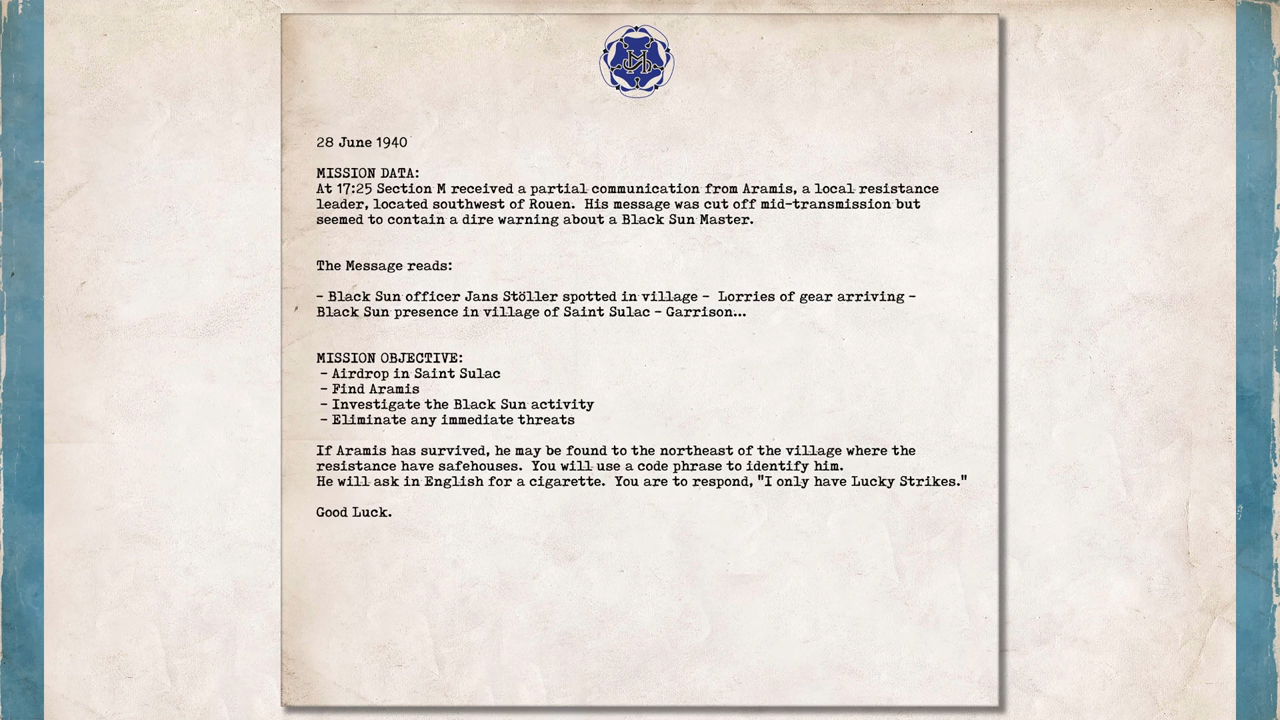 28 June 1940
MISSION DATA:
At 17:25 Section M received a partial communication from Aramis, a local resistance
leader, located southwest of Rouen.  His message was cut off mid-transmission but
seemed to contain a dire warning about a Black Sun Master.
The Message reads:
- Black Sun officer Jans Stöller spotted in village -  Lorries of gear arriving -
Black Sun presence in village of Saint Sulac - Garrison...
MISSION OBJECTIVE:
- Airdrop in Saint Sulac
- Find Aramis
- Investigate the Black Sun activity
- Eliminate any immediate threats
If Aramis has survived, he may be found to the northeast of the village where the
resistance have safehouses.  You will use a code phrase to identify him.
He will ask in English for a cigarette.  You are to respond, "I only have Lucky Strikes."
Good Luck.